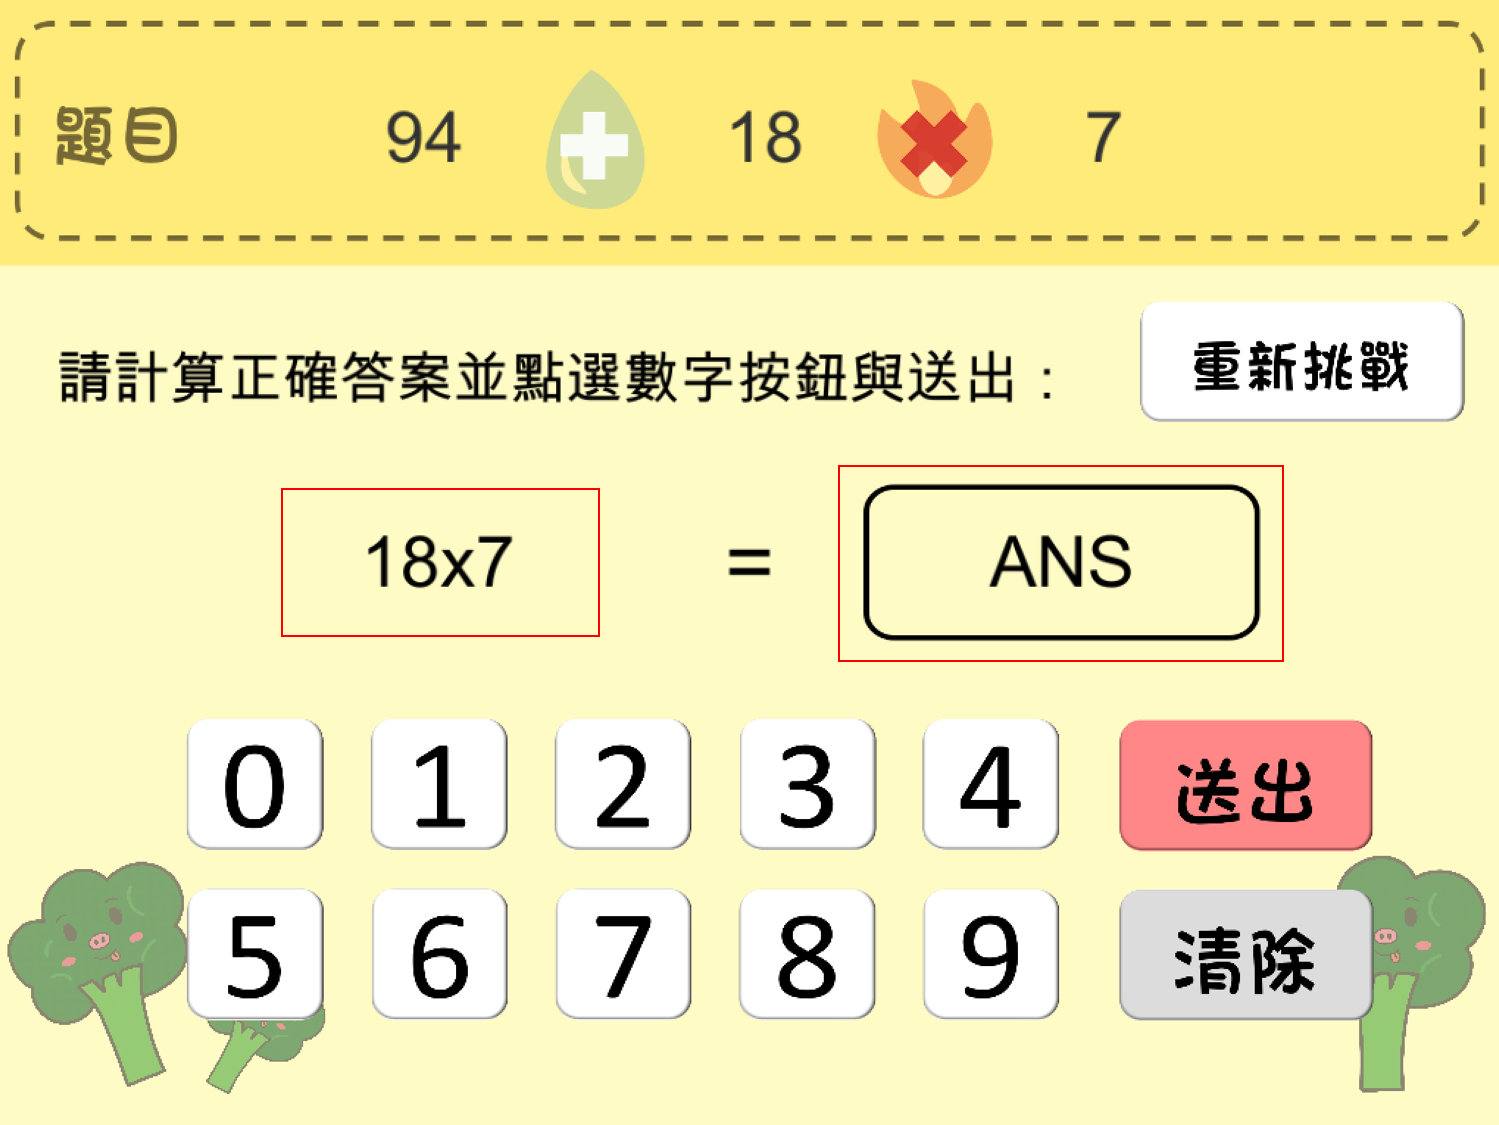 題目 94 + 18 × 7
請計算正確答案並點選數字按鈕與送出： 重新挑戰
18x7 = ANS
0 1 2 3 4 送出
5 6 7 8 9 清除